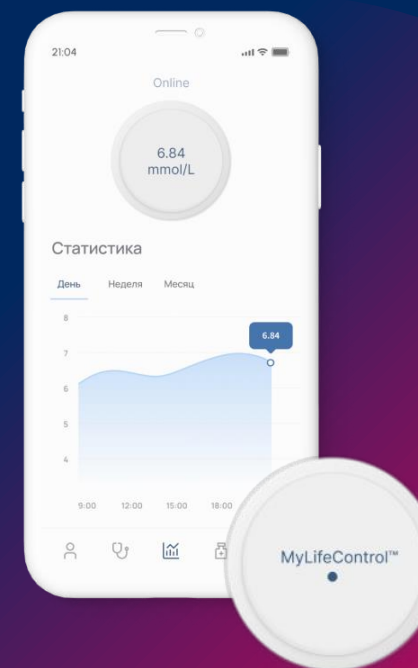 21:04
Online
6.84
mmol/L
Статистика
День Неделя Месяц
8
6.84
7
6
5
4
9:00 12:00 15:00 18:00
MyLifeControl™